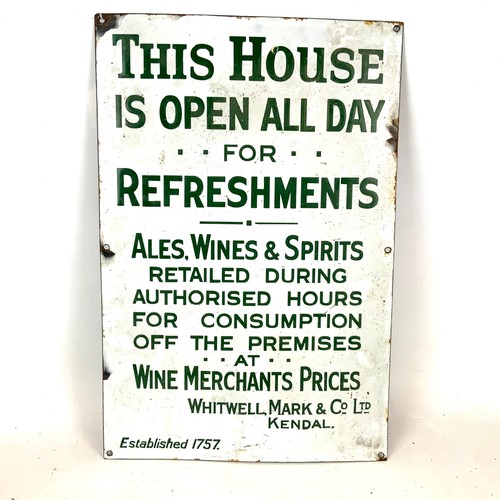 THIS HOUSE
IS OPEN ALL DAY
· · FOR · ·
REFRESHMENTS
ALES, WINES & SPIRITS
RETAILED DURING
AUTHORISED HOURS
FOR CONSUMPTION
OFF THE PREMISES
· · AT · ·
WINE MERCHANTS PRICES
WHITWELL, MARK & CO LTD
KENDAL.
Established 1757.